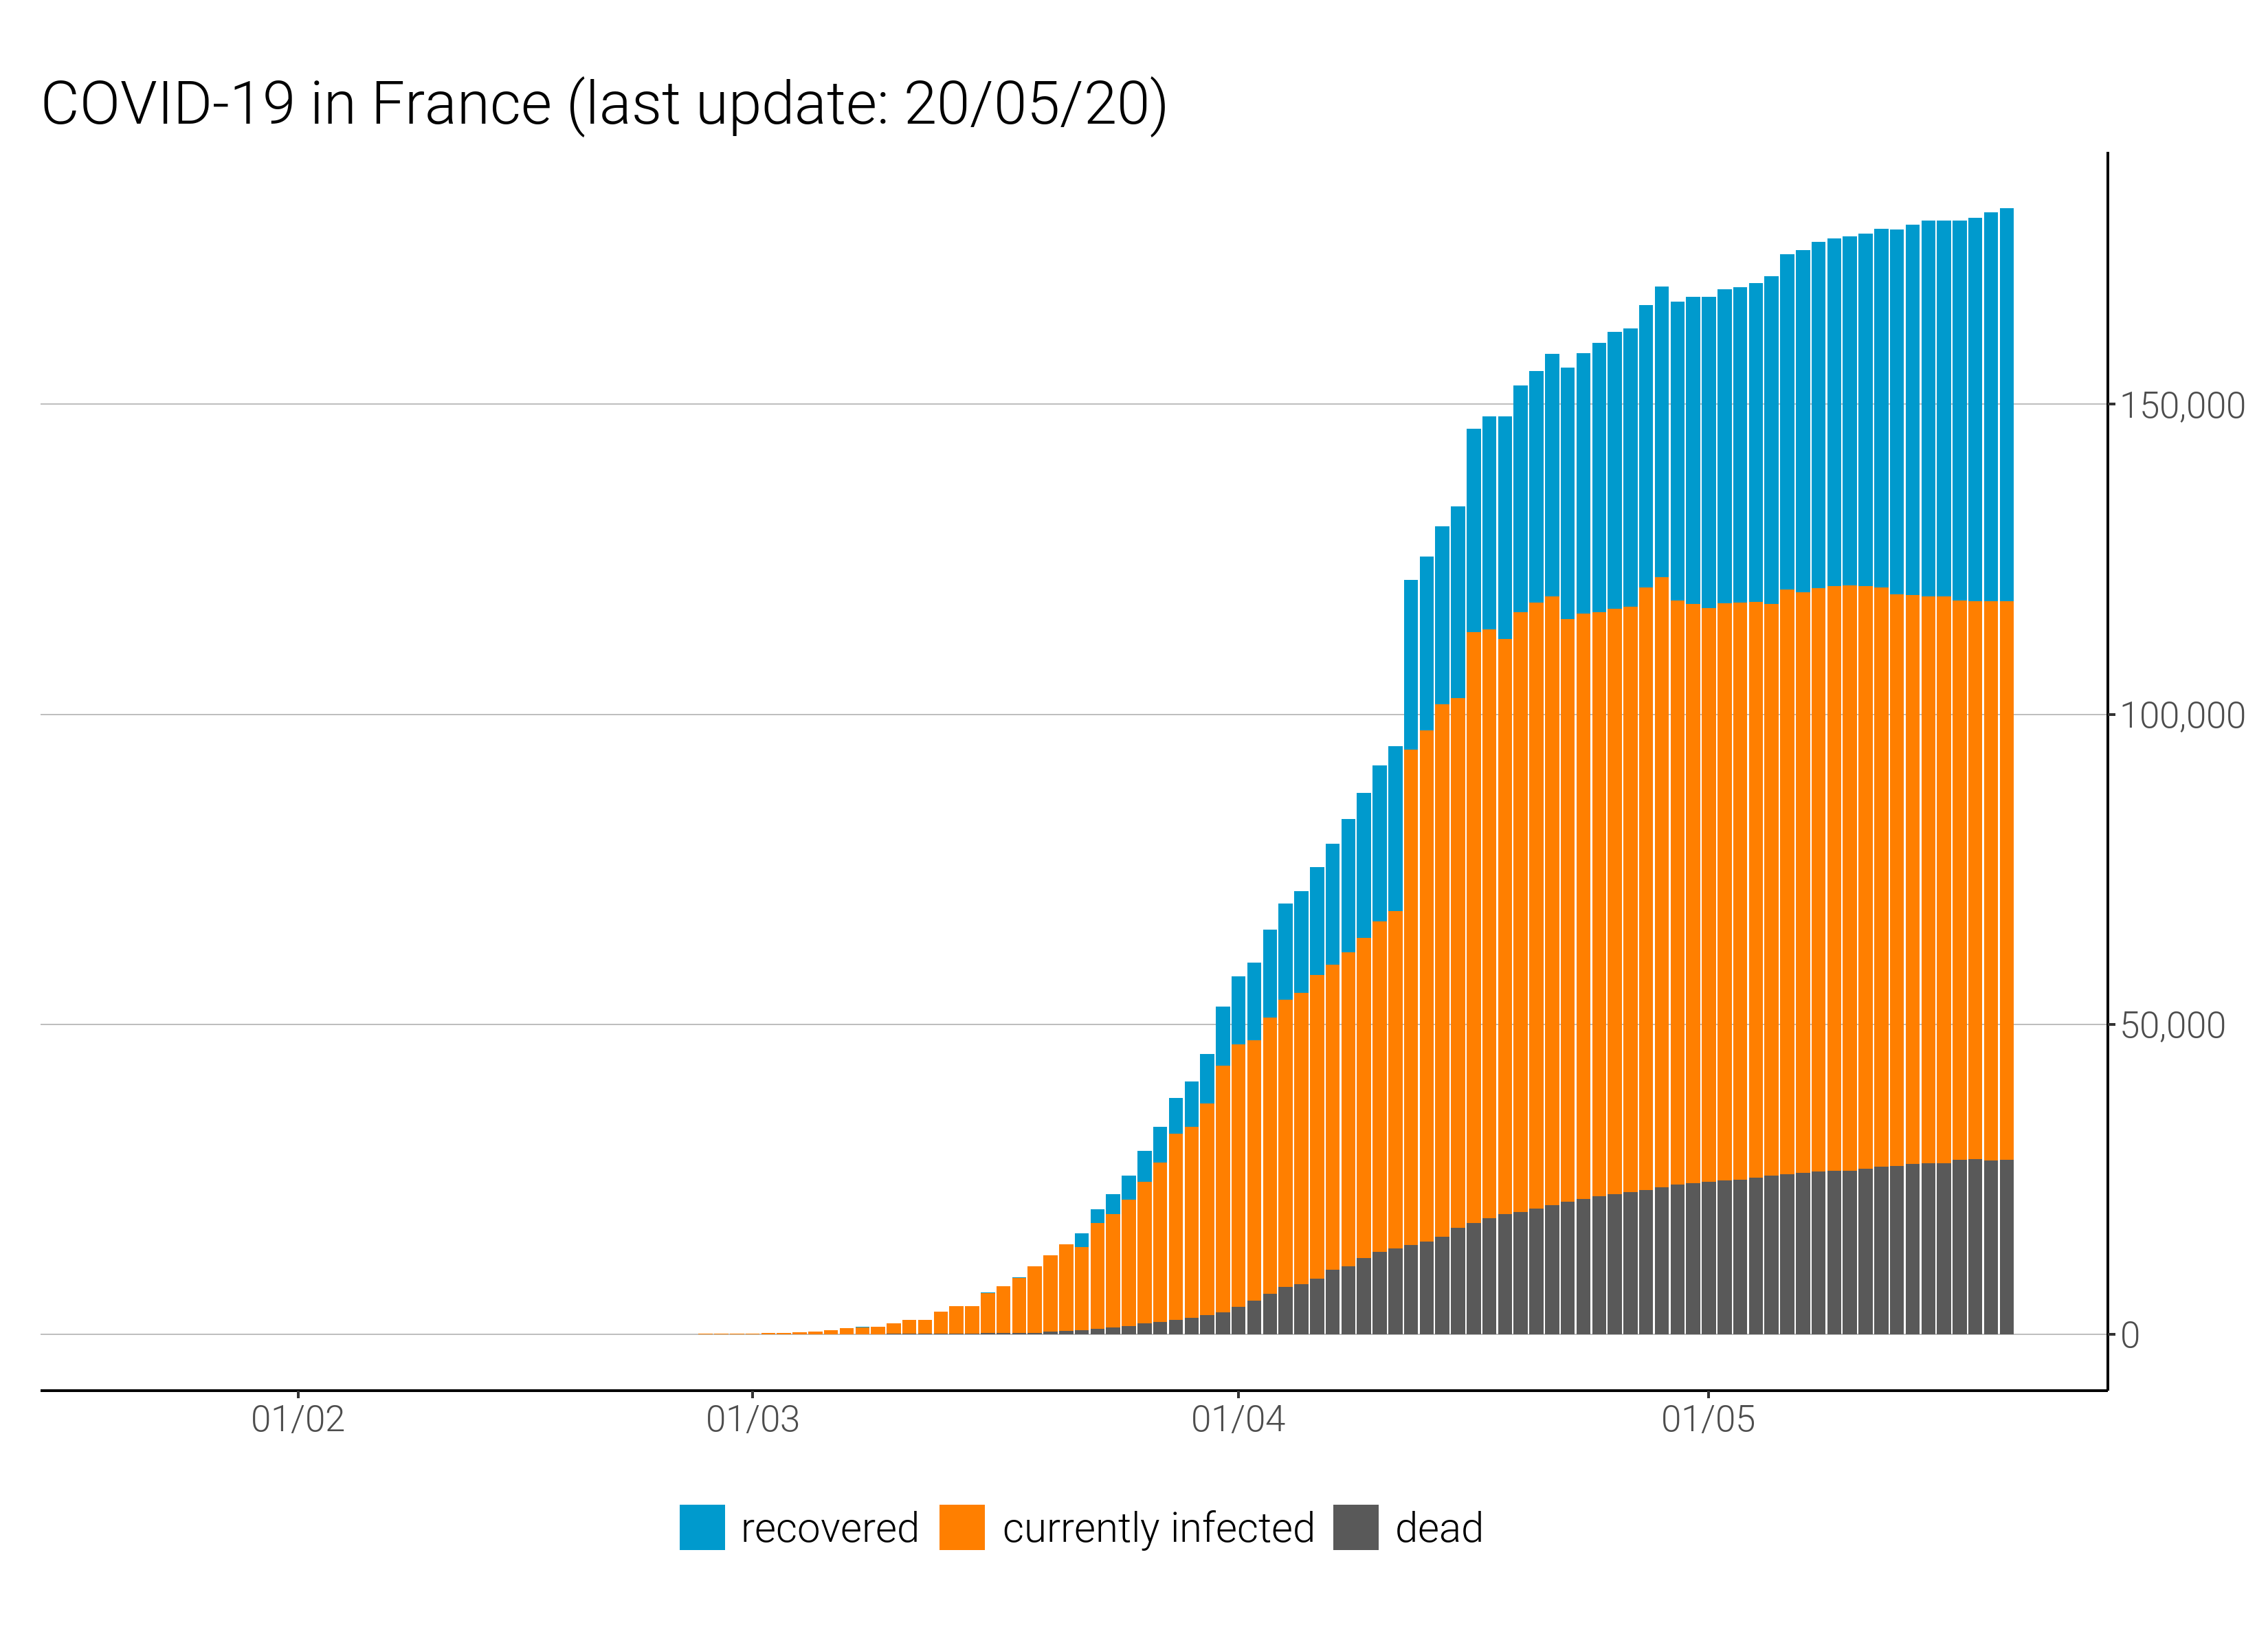 COVID-19 in France (last update: 20/05/20)
150,000
100,000
50,000
0
01/02 01/03 01/04 01/05
recovered currently infected dead